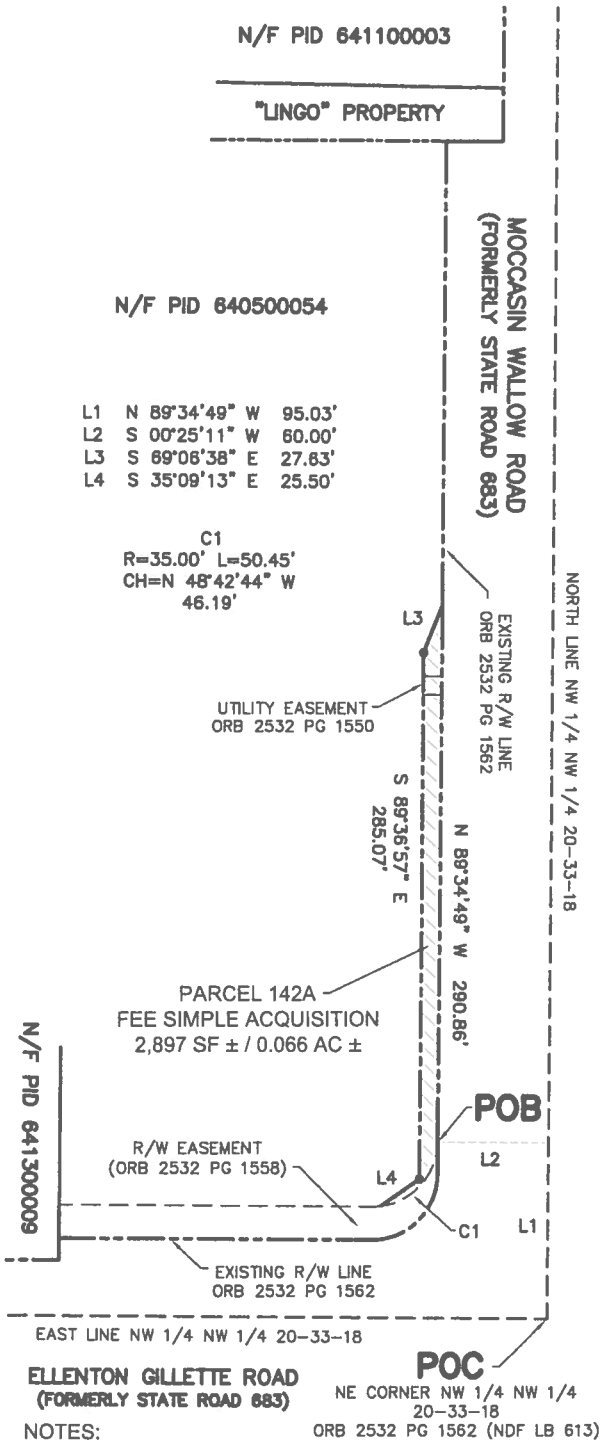 N/F PID 641100003
"LINGO" PROPERTY
MOCCASIN WALLOW ROAD
(FORMERLY STATE ROAD 683)
N/F PID 640500054
L1 N 89°34'49" W 95.03'
L2 S 00°25'11" W 60.00'
L3 S 69°06'38" E 27.63'
L4 S 35°09'13" E 25.50'
C1
R=35.00' L=50.45'
CH=N 48°42'44" W
46.19'
L3
EXISTING R/W LINE
ORB 2532 PG 1562
NORTH LINE NW 1/4 NW 1/4 20-33-18
UTILITY EASEMENT
ORB 2532 PG 1550
S 89°36'57" E
285.07'
N 89°34'49" W 290.86'
PARCEL 142A
FEE SIMPLE ACQUISITION
2,897 SF ± / 0.066 AC ±
N/F PID 641300009
POB
R/W EASEMENT
(ORB 2532 PG 1558)
L2
L4
C1
L1
EXISTING R/W LINE
ORB 2532 PG 1562
EAST LINE NW 1/4 NW 1/4 20-33-18
ELLENTON GILLETTE ROAD
(FORMERLY STATE ROAD 683)
POC
NE CORNER NW 1/4 NW 1/4
20-33-18
ORB 2532 PG 1562 (NDF LB 613)
NOTES: